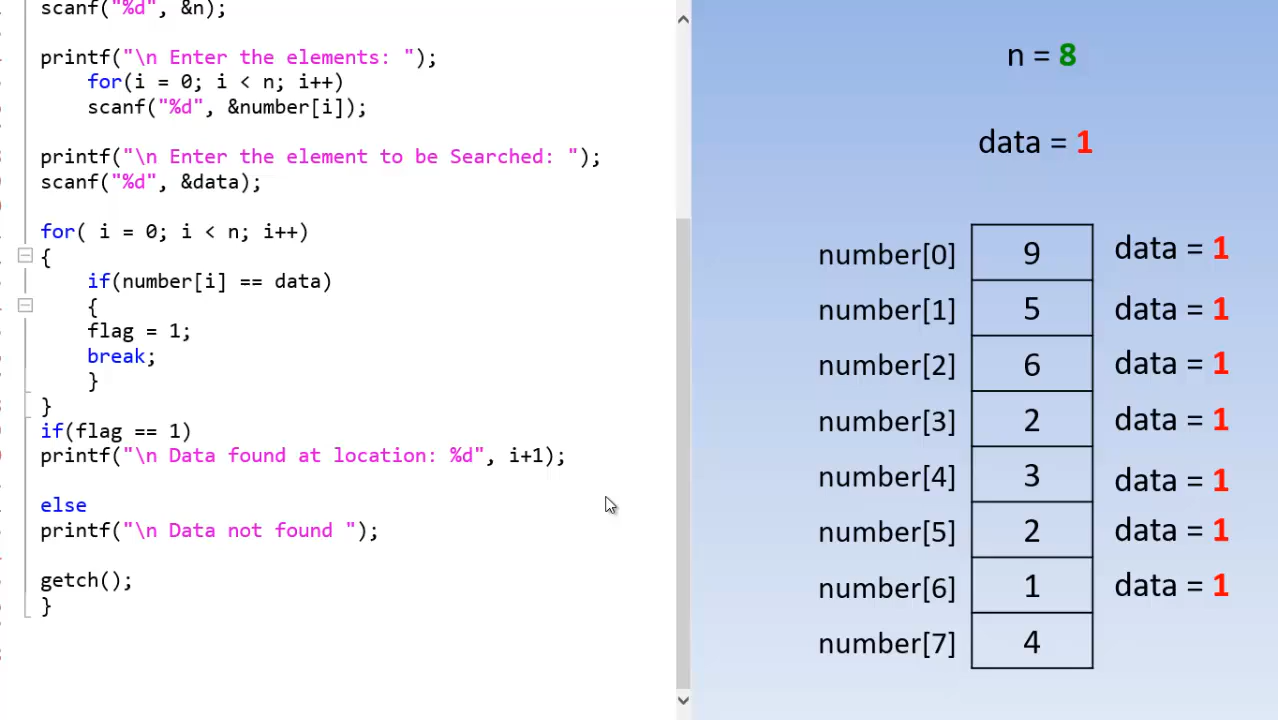 scanf("%d", &n);
printf("\n Enter the elements: ");
for(i = 0; i < n; i++)
scanf("%d", &number[i]);
printf("\n Enter the element to be Searched: ");
scanf("%d", &data);
for( i = 0; i < n; i++)
{
if(number[i] == data)
{
flag = 1;
break;
}
}
if(flag == 1)
printf("\n Data found at location: %d", i+1);
else
printf("\n Data not found ");
getch();
}
n = 8
data = 1
number[0] 9 data = 1
number[1] 5 data = 1
number[2] 6 data = 1
number[3] 2 data = 1
number[4] 3 data = 1
number[5] 2 data = 1
number[6] 1 data = 1
number[7] 4